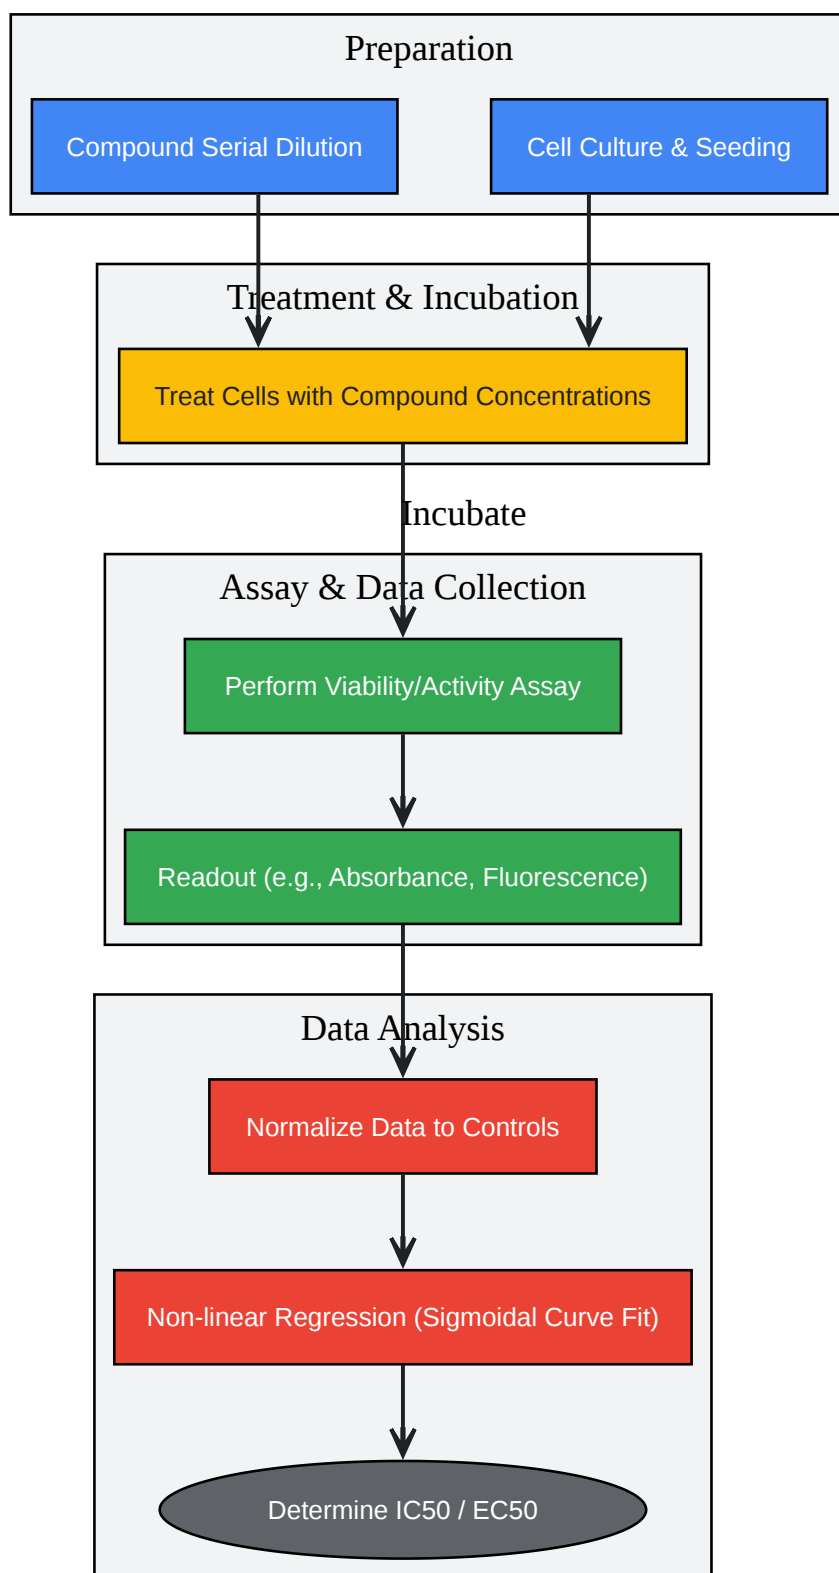 Preparation
Compound Serial Dilution
Cell Culture & Seeding
Treatment & Incubation
Treat Cells with Compound Concentrations
Incubate
Assay & Data Collection
Perform Viability/Activity Assay
Readout (e.g., Absorbance, Fluorescence)
Data Analysis
Normalize Data to Controls
Non-linear Regression (Sigmoidal Curve Fit)
Determine IC50 / EC50